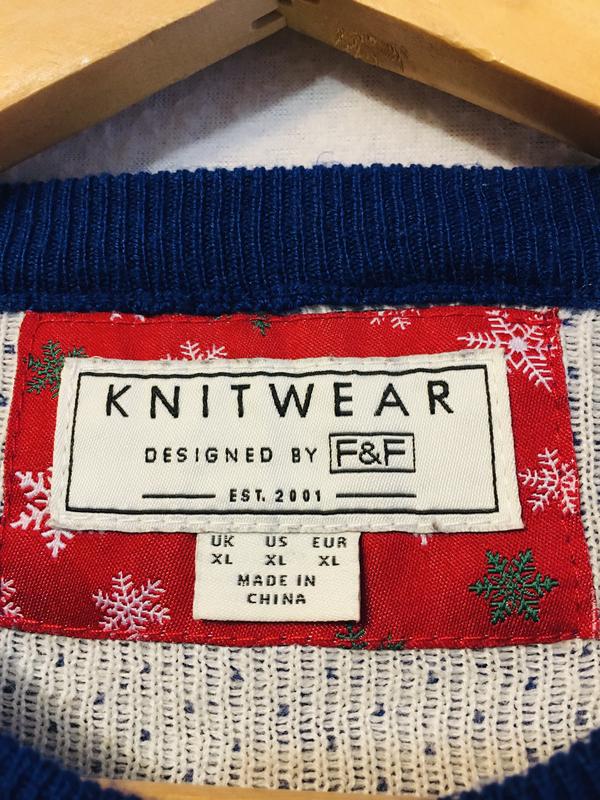 KNITWEAR
DESIGNED BY F&F
EST. 2001
UK US EUR
XL XL XL
MADE IN
CHINA